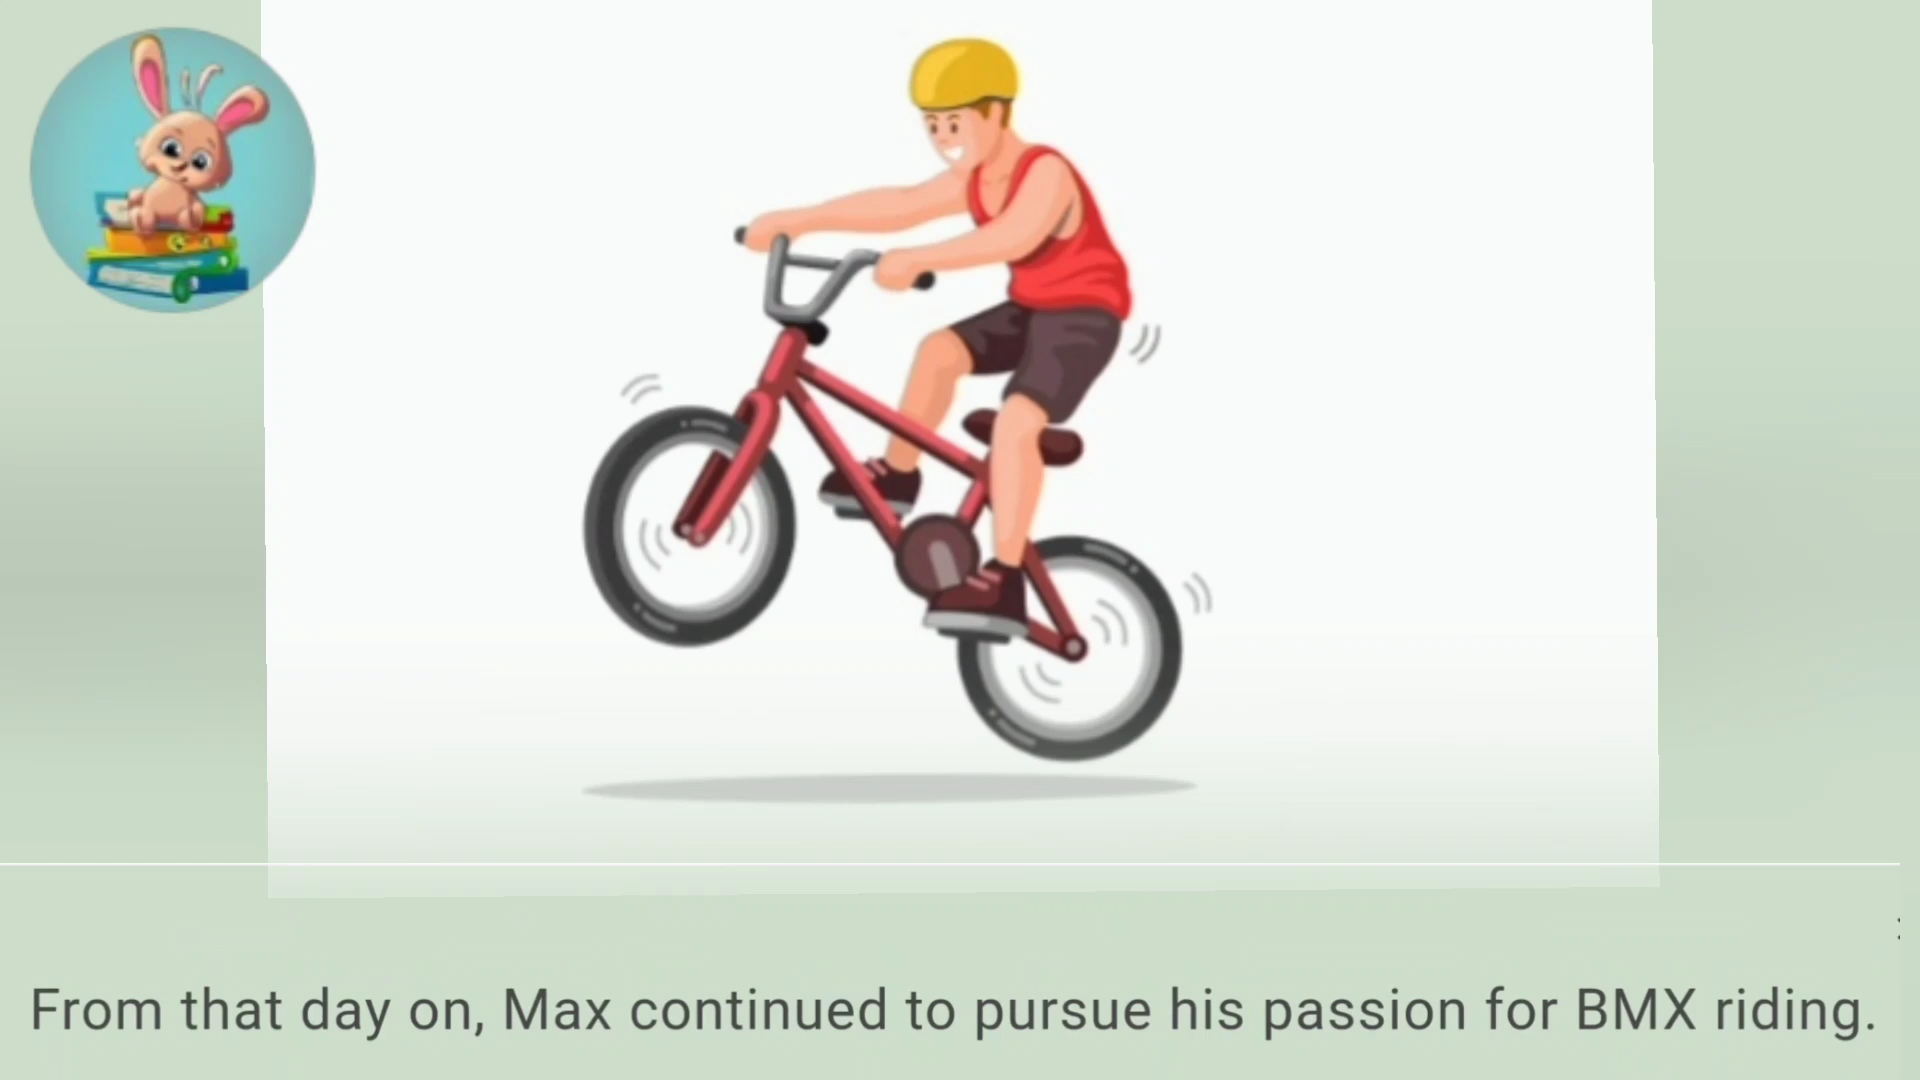 From that day on, Max continued to pursue his passion for BMX riding.